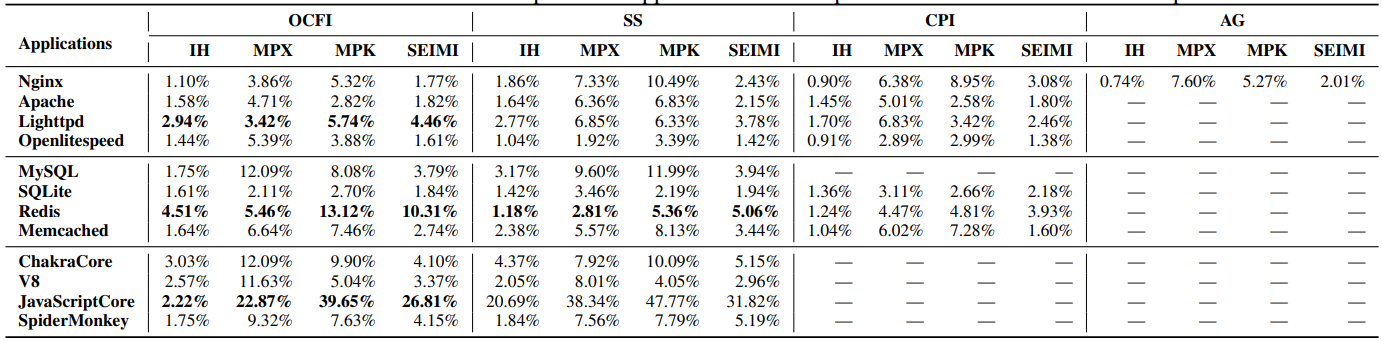 OCFI SS CPI AG
Applications
IH MPX MPK SEIMI IH MPX MPK SEIMI IH MPX MPK SEIMI IH MPX MPK SEIMI
Nginx 1.10% 3.86% 5.32% 1.77% 1.86% 7.33% 10.49% 2.43% 0.90% 6.38% 8.95% 3.08% 0.74% 7.60% 5.27% 2.01%
Apache 1.58% 4.71% 2.82% 1.82% 1.64% 6.36% 6.83% 2.15% 1.45% 5.01% 2.58% 1.80% — — — —
Lighttpd 2.94% 3.42% 5.74% 4.46% 2.77% 6.85% 6.33% 3.78% 1.70% 6.83% 3.42% 2.46% — — — —
Openlitespeed 1.44% 5.39% 3.88% 1.61% 1.04% 1.92% 3.39% 1.42% 0.91% 2.89% 2.99% 1.38% — — — —
MySQL 1.75% 12.09% 8.08% 3.79% 3.17% 9.60% 11.99% 3.94% — — — — — — — —
SQLite 1.61% 2.11% 2.70% 1.84% 1.42% 3.46% 2.19% 1.94% 1.36% 3.11% 2.66% 2.18% — — — —
Redis 4.51% 5.46% 13.12% 10.31% 1.18% 2.81% 5.36% 5.06% 1.24% 4.47% 4.81% 3.93% — — — —
Memcached 1.64% 6.64% 7.46% 2.74% 2.38% 5.57% 8.13% 3.44% 1.04% 6.02% 7.28% 1.60% — — — —
ChakraCore 3.03% 12.09% 9.90% 4.10% 4.37% 7.92% 10.09% 5.15% — — — — — — — —
V8 2.57% 11.63% 5.04% 3.37% 2.05% 8.01% 4.05% 2.96% — — — — — — — —
JavaScriptCore 2.22% 22.87% 39.65% 26.81% 20.69% 38.34% 47.77% 31.82% — — — — — — — —
SpiderMonkey 1.75% 9.32% 7.63% 4.15% 1.84% 7.56% 7.79% 5.19% — — — — — — — —